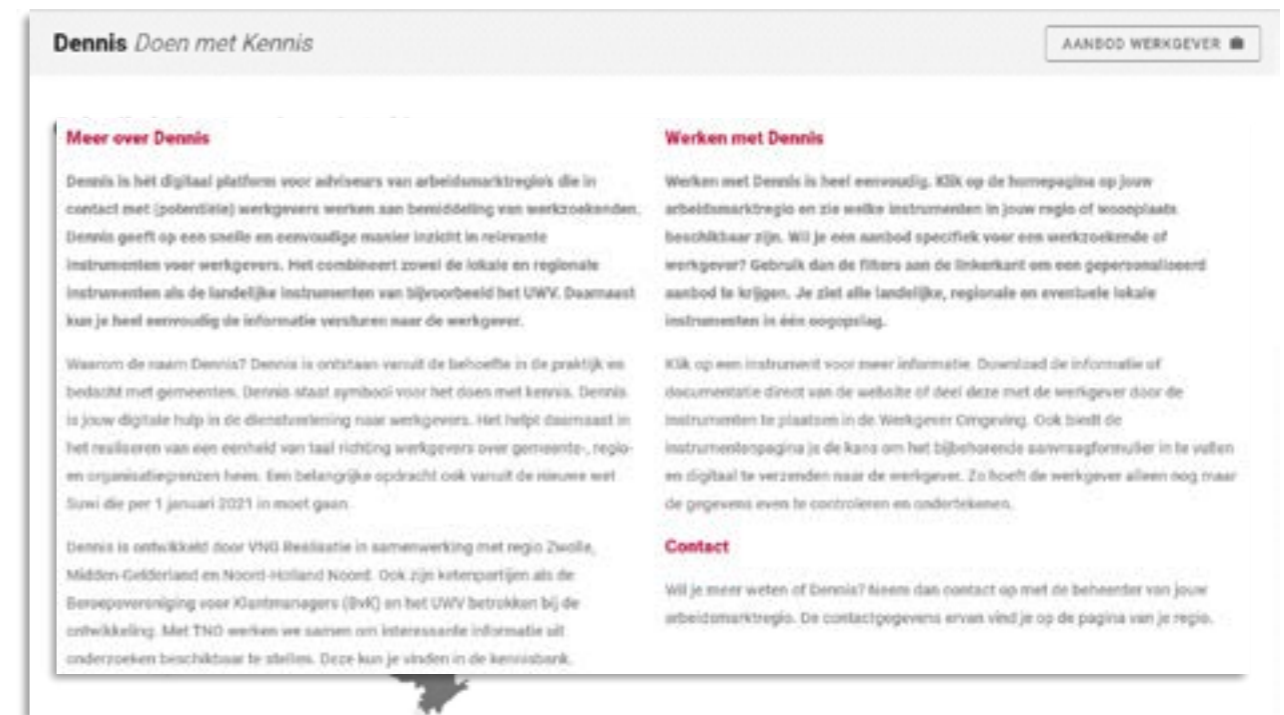 Dennis Doen met Kennis
AANBOD WERKGEVER
Meer over Dennis
Dennis is hét digitaal platform voor adviseurs van arbeidsmarktregio's die in
contact met (potentiële) werkgevers werken aan bemiddeling van werkzoekenden.
Dennis geeft op een snelle en eenvoudige manier inzicht in relevante
instrumenten voor werkgevers. Het combineert zowel de lokale en regionale
instrumenten als de landelijke instrumenten van bijvoorbeeld het UWV. Daarnaast
kun je heel eenvoudig de informatie versturen naar de werkgever.
Waarom de naam Dennis? Dennis is ontstaan vanuit de behoefte in de praktijk en
bedacht met gemeenten. Dennis staat symbool voor het doen met kennis. Dennis
is jouw digitale hulp in de dienstverlening naar werkgevers. Het helpt daarnaast in
het realiseren van een eenheid van taal richting werkgevers over gemeente-, regio-
en organisatiegrenzen heen. Een belangrijke opdracht ook vanuit de nieuwe wet
Suwi die per 1 januari 2021 in moet gaan.
Dennis is ontwikkeld door VNG Realisatie in samenwerking met regio Zwolle,
Midden-Gelderland en Noord-Holland Noord. Ook zijn ketenpartijen als de
Beroepsvereniging voor Klantmanagers (BvK) en het UWV betrokken bij de
ontwikkeling. Met TNO werken we samen om interessante informatie uit
onderzoeken beschikbaar te stellen. Deze kun je vinden in de kennisbank.
Werken met Dennis
Werken met Dennis is heel eenvoudig. Klik op de homepagina op jouw
arbeidsmarktregio en zie welke instrumenten in jouw regio of woonplaats
beschikbaar zijn. Wil je een aanbod specifiek voor een werkzoekende of
werkgever? Gebruik dan de filters aan de linkerkant om een gepersonaliseerd
aanbod te krijgen. Je ziet alle landelijke, regionale en eventuele lokale
instrumenten in één oogopslag.
Klik op een instrument voor meer informatie. Download de informatie of
documentatie direct van de website of deel deze met de werkgever door de
instrumenten te plaatsen in de Werkgever Omgeving. Ook biedt de
instrumentenpagina je de kans om het bijbehorende aanvraagformulier in te vullen
en digitaal te verzenden naar de werkgever. Zo hoeft de werkgever alleen nog maar
de gegevens even te controleren en ondertekenen.
Contact
Wil je meer weten of Dennis? Neem dan contact op met de beheerder van jouw
arbeidsmarktregio. De contactgegevens ervan vind je op de pagina van je regio.